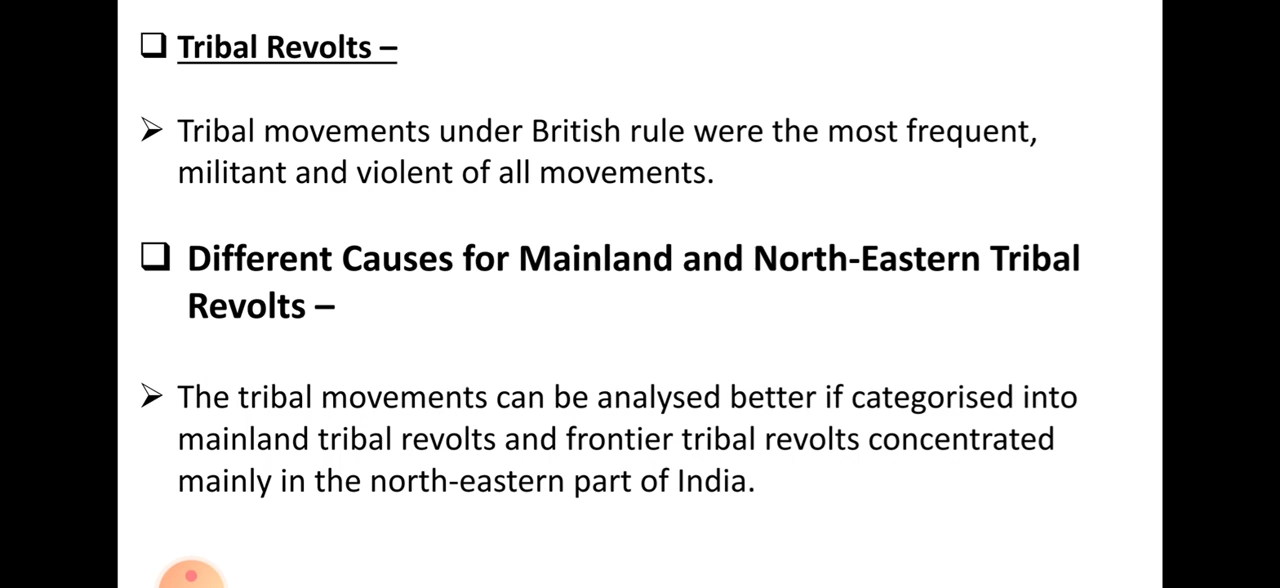 ❑ Tribal Revolts –
➢ Tribal movements under British rule were the most frequent,
militant and violent of all movements.
❑ Different Causes for Mainland and North-Eastern Tribal
Revolts –
➢ The tribal movements can be analysed better if categorised into
mainland tribal revolts and frontier tribal revolts concentrated
mainly in the north-eastern part of India.